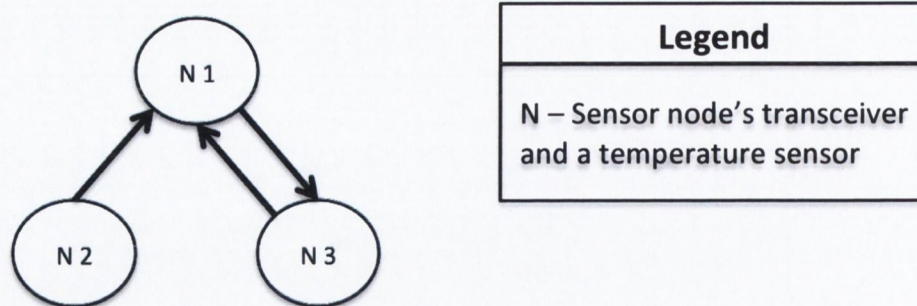 N 1
N 2
N 3
Legend
N – Sensor node's transceiver
and a temperature sensor